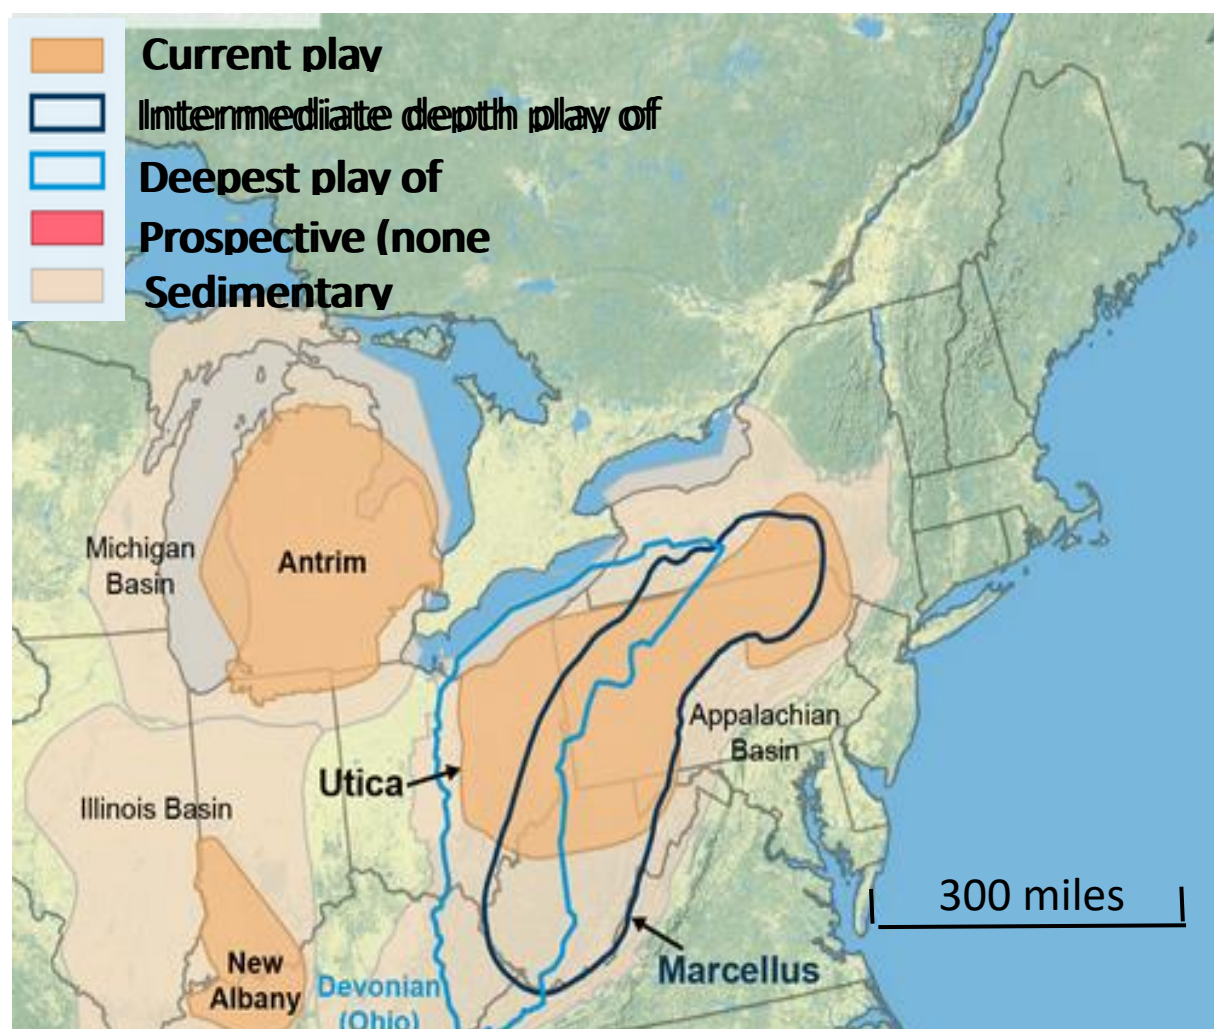 Current play
Intermediate depth play of
Deepest play of
Prospective (none
Sedimentary
Michigan
Basin
Antrim
Appalachian
Basin
Utica
Illinois Basin
300 miles
New
Albany
Marcellus
Devonian
(Ohio)